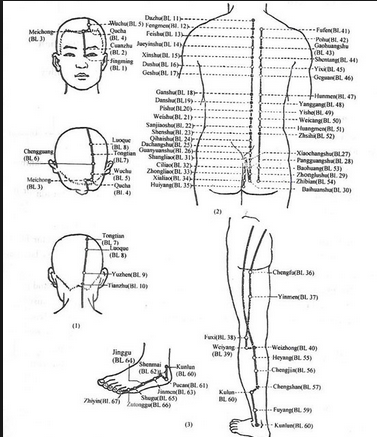 Meichong
(BL 3)
Wuchu(BL 5)
Qucha
(BL 4)
Cuanzhu
(BL 2)
Jingming
(BL 1)
Chengguang
(BL 6)
Luoque
(BL 8)
Tongtian
(BL7)
Wuchu
(BL 5)
Meichong
(BL 3)
Qucha
(BL 4)
Tongtian
(BL 7)
Luoque
(BL 8)
Yuzhen(BL 9)
Tianzhu(BL 10)
(1)
Dazhu (BL 11)
Fengmen(BL 12)
Feishu(BL 13)
Jueyinshu(BL 14)
Xinshu(BL 15)
Dushu(BL 16)
Geshu(BL 17)
Ganshu(BL 18)
Danshu(BL 19)
Pishu(BL20)
Weishu(BL 21)
Sanjiaoshu(BL 22)
Shenshu(BL 23)
Qihaishu(BL 24)
Dachangshu(BL 25)
Guanyuanshu(BL 26)
Shangliao(BL 31)
Ciliao(BL 32)
Zhongliao(BL 33)
Xialiao(BL 34)
Huiyang(BL 35)
Fufen(BL 41)
Pohu(BL 42)
Gaohuangshu
(BL 43)
Shentang(BL 44)
Yixi(BL 45)
Geguan(BL 46)
Hunmen(BL 47)
Yanggang(BL 48)
Yishe(BL 49)
Weicang(BL 50)
Huangmen(BL 51)
Zhishi(BL 52)
Xiaochangshu(BL27)
Pangguangshu(BL 28)
Baohuang(BL 53)
Zhonglushu(BL 29)
Zhibian(BL 54)
Baihuanshu(BL 30)
(2)
Chengfu(BL 36)
Yinmen(BL 37)
Fuxi(BL 38)
Weiyang
(BL 39)
Weizhong(BL 40)
Heyang(BL 55)
Chengjin(BL 56)
Chengshan(BL 57)
Kulun
BL 60)
Fuyang(BL 59)
Kunlun(BL 60)
(3)
Jinggu
(BL 64)
Shenmai
(BL 62)
Kunlun
(BL 60)
Pucan(BL 61)
Jinmen(BL 63)
Shugu(BL 65)
Zutonggu(BL 66)
Zhiyin(BL 67)